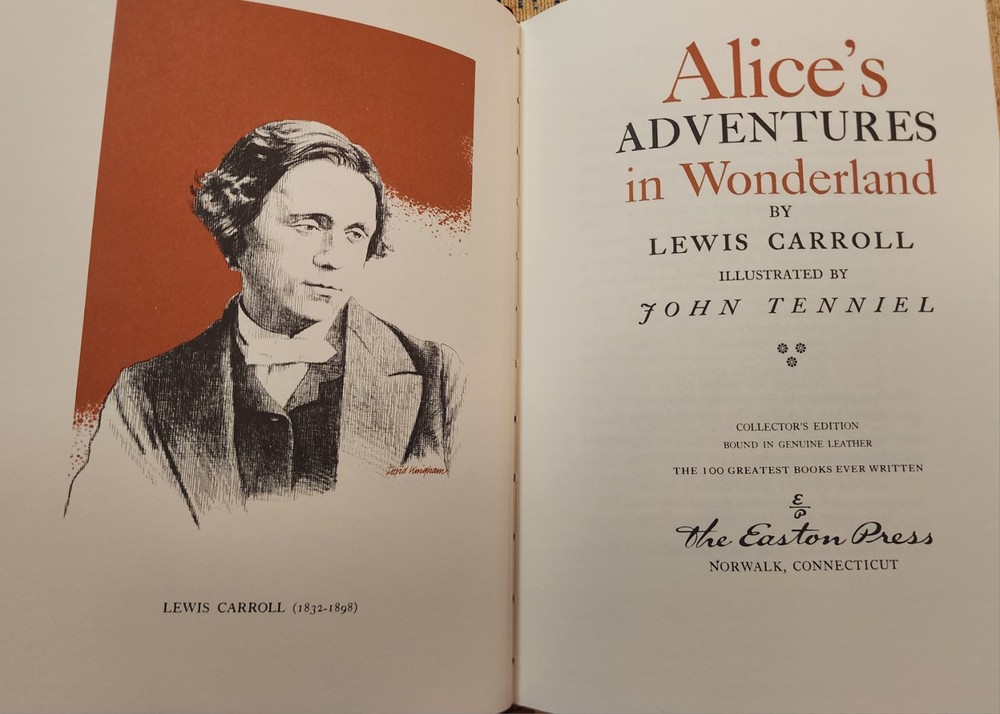 LEWIS CARROLL (1832-1898)
Alice's
ADVENTURES
in Wonderland
BY
LEWIS CARROLL
ILLUSTRATED BY
JOHN TENNIEL
COLLECTOR'S EDITION
BOUND IN GENUINE LEATHER
THE 100 GREATEST BOOKS EVER WRITTEN
E
P
The Easton Press
NORWALK, CONNECTICUT